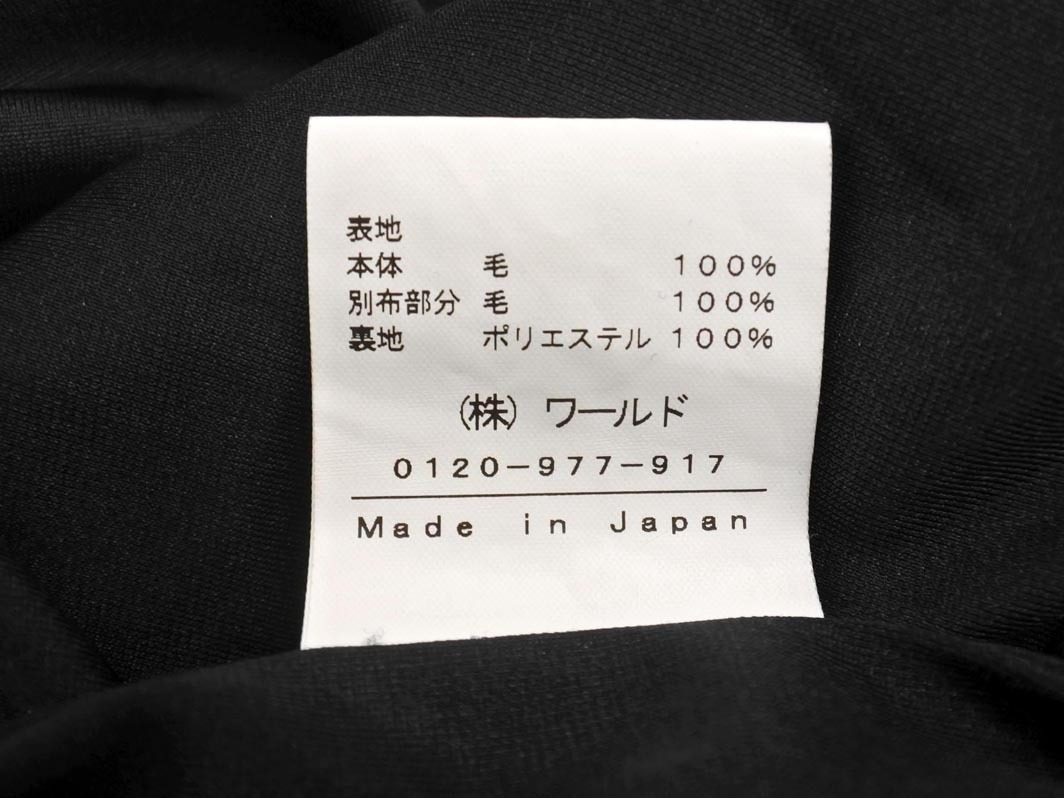 表地
本体 毛 100%
別布部分 毛 100%
裏地 ポリエステル 100%
(株) ワールド
0120-977-917
Made in Japan